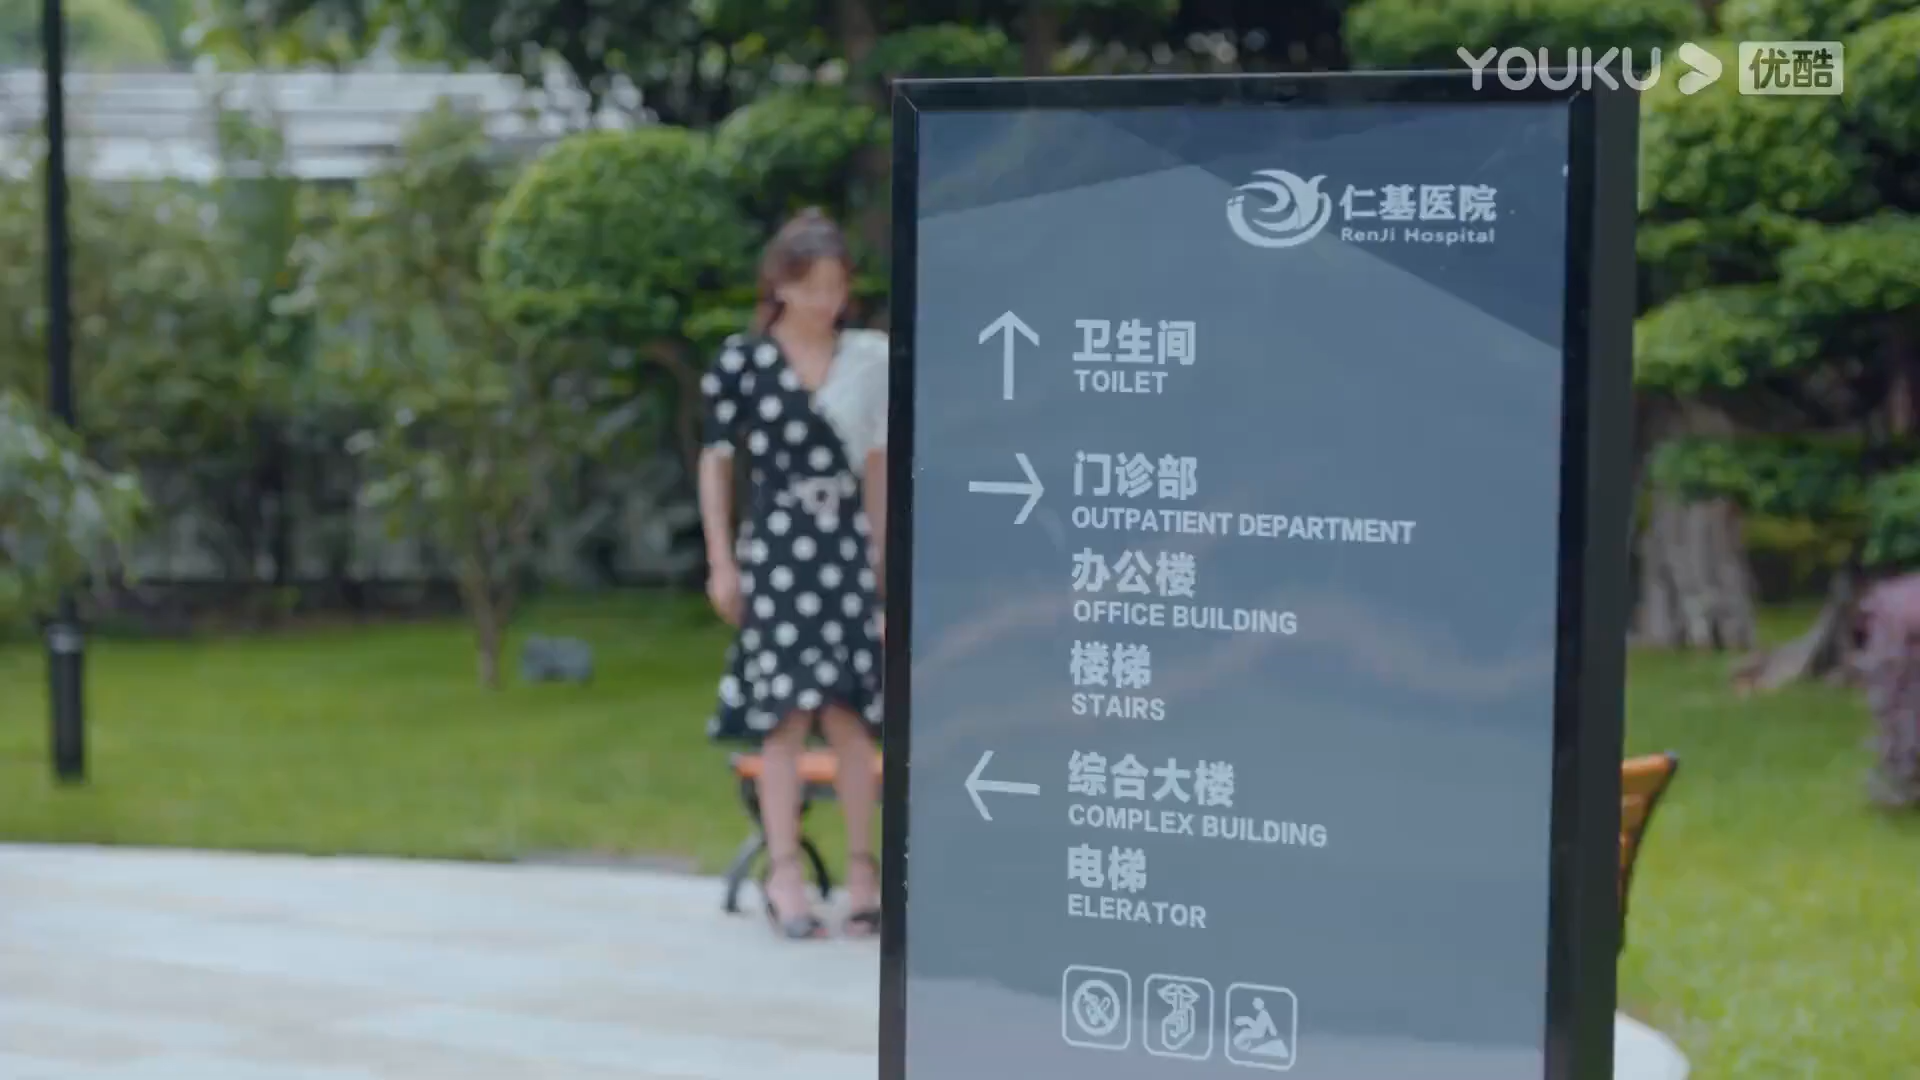 YOUKU 优酷
仁基医院
RenJi Hospital
卫生间
TOILET
门诊部
OUTPATIENT DEPARTMENT
办公楼
OFFICE BUILDING
楼梯
STAIRS
综合大楼
COMPLEX BUILDING
电梯
ELERATOR